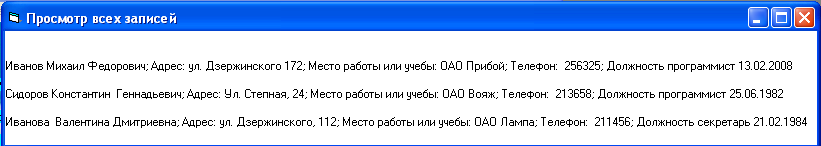 Просмотр всех записей
Иванов Михаил Федорович; Адрес: ул. Дзержинского 172; Место работы или учебы: ОАО Прибой; Телефон:  256325; Должность программист 13.02.2008
Сидоров Константин  Геннадьевич; Адрес: Ул. Степная, 24; Место работы или учебы: ОАО Вояж; Телефон:  213658; Должность программист 25.06.1982
Иванова  Валентина Дмитриевна; Адрес: ул. Дзержинского, 112; Место работы или учебы: ОАО Лампа; Телефон:  211456; Должность секретарь 21.02.1984